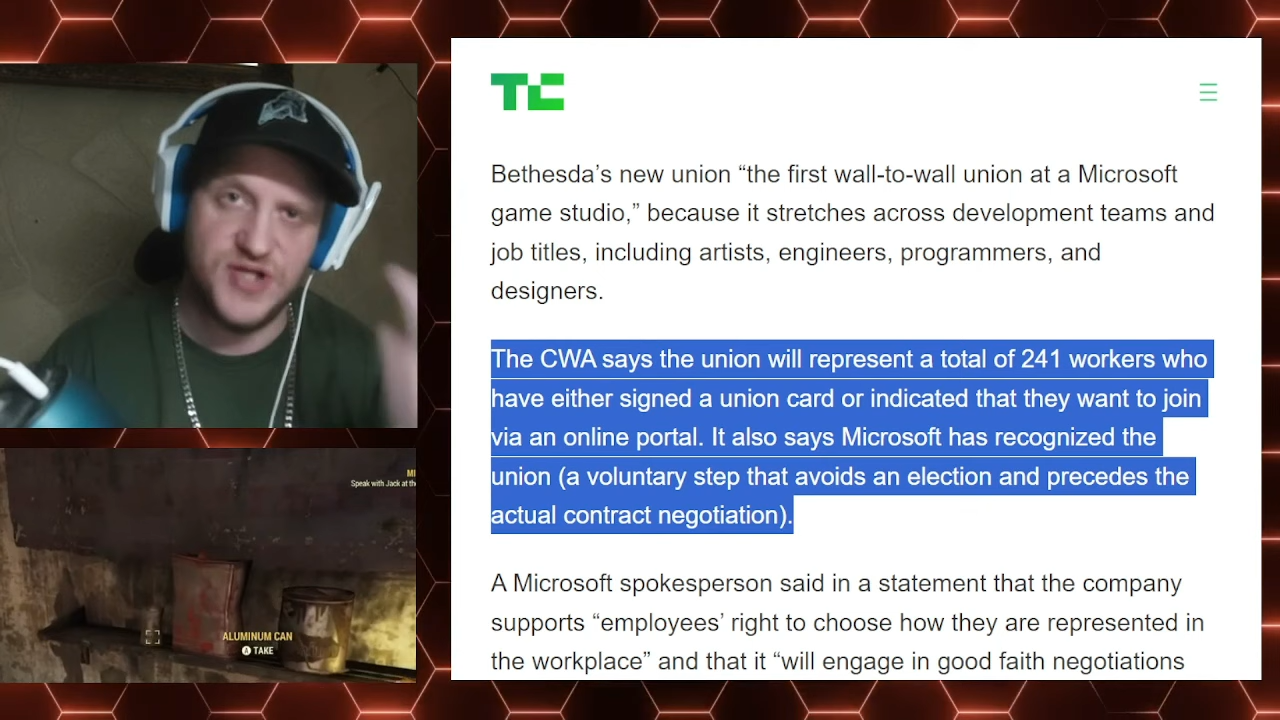 TC
Bethesda’s new union “the first wall-to-wall union at a Microsoft
game studio,” because it stretches across development teams and
job titles, including artists, engineers, programmers, and
designers.
The CWA says the union will represent a total of 241 workers who
have either signed a union card or indicated that they want to join
via an online portal. It also says Microsoft has recognized the
union (a voluntary step that avoids an election and precedes the
actual contract negotiation).
A Microsoft spokesperson said in a statement that the company
supports “employees’ right to choose how they are represented in
the workplace” and that it “will engage in good faith negotiations
Speak with Jack at
ALUMINUM CAN
A TAKE